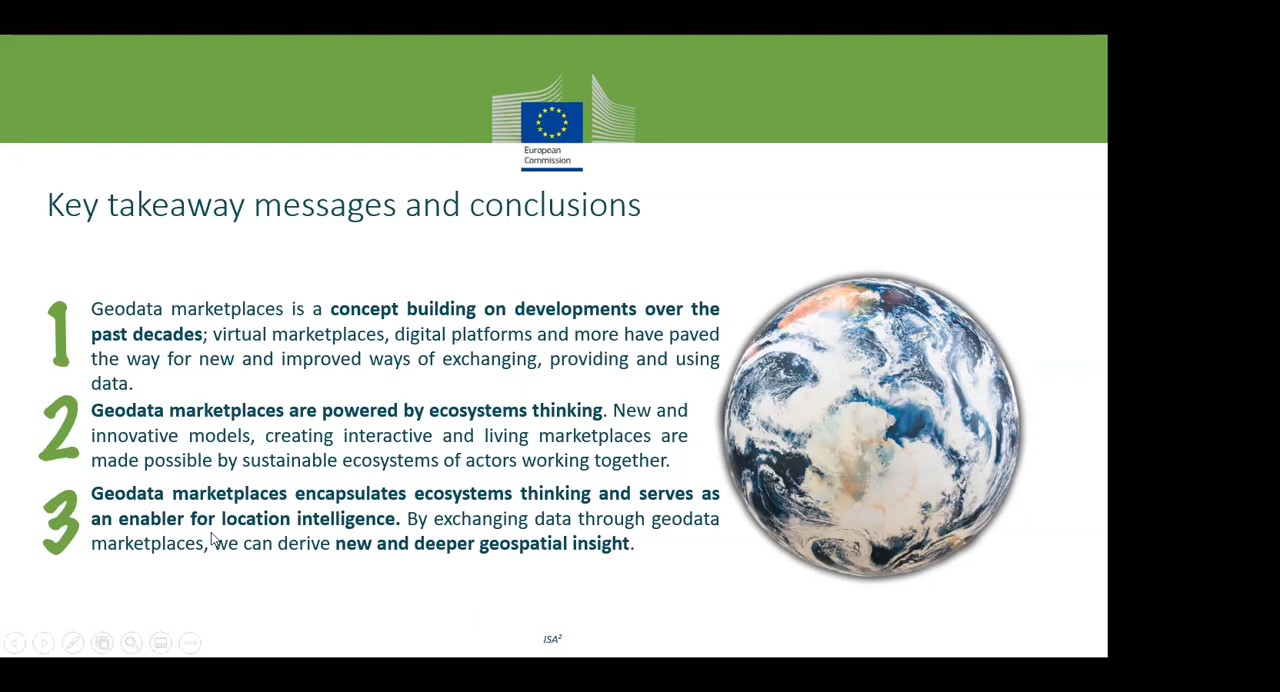 European
Commission
Key takeaway messages and conclusions
1
Geodata marketplaces is a concept building on developments over the
past decades; virtual marketplaces, digital platforms and more have paved
the way for new and improved ways of exchanging, providing and using
data.
2
Geodata marketplaces are powered by ecosystems thinking. New and
innovative models, creating interactive and living marketplaces are
made possible by sustainable ecosystems of actors working together.
3
Geodata marketplaces encapsulates ecosystems thinking and serves as
an enabler for location intelligence. By exchanging data through geodata
marketplaces, we can derive new and deeper geospatial insight.
ISA²